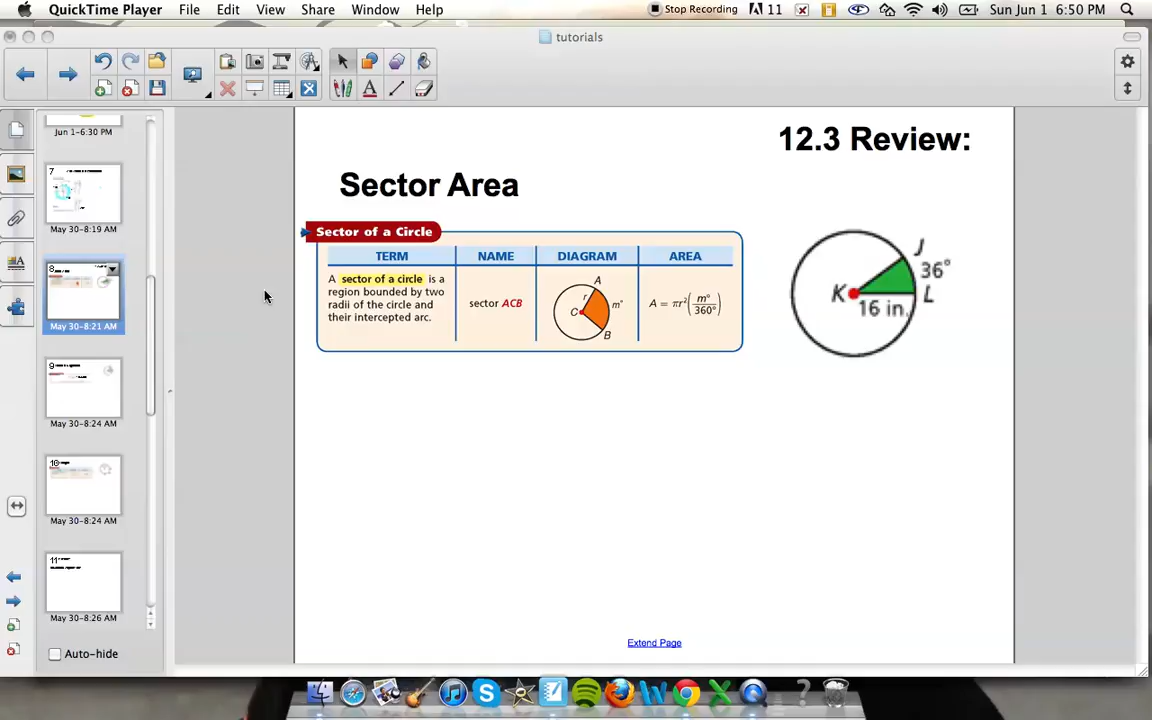 QuickTime Player File Edit View Share Window Help Stop Recording 11 Sun Jun 1 6:50 PM
tutorials
Jun 1-6:30 PM
7
May 30-8:19 AM
8
May 30-8:21 AM
9
May 30-8:24 AM
10
May 30-8:24 AM
11
May 30-8:26 AM
Auto-hide
12.3 Review:
Sector Area
Sector of a Circle
TERM NAME DIAGRAM AREA
A sector of a circle is a
region bounded by two
radii of the circle and
their intercepted arc.
sector ACB
A
r
C
m°
B
A = πr²(m°/360°)
J
36°
K
L
16 in.
Extend Page